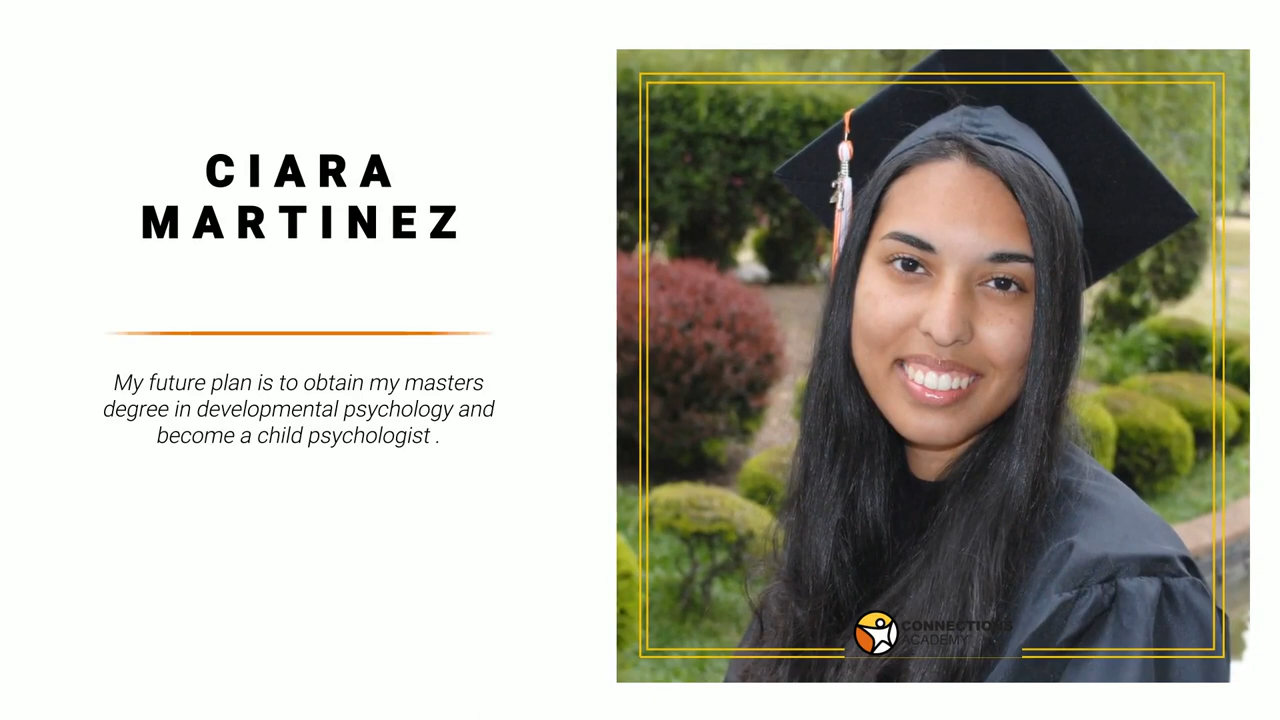 CIARA
MARTINEZ
My future plan is to obtain my masters
degree in developmental psychology and
become a child psychologist .
CONNECTIONS
ACADEMY